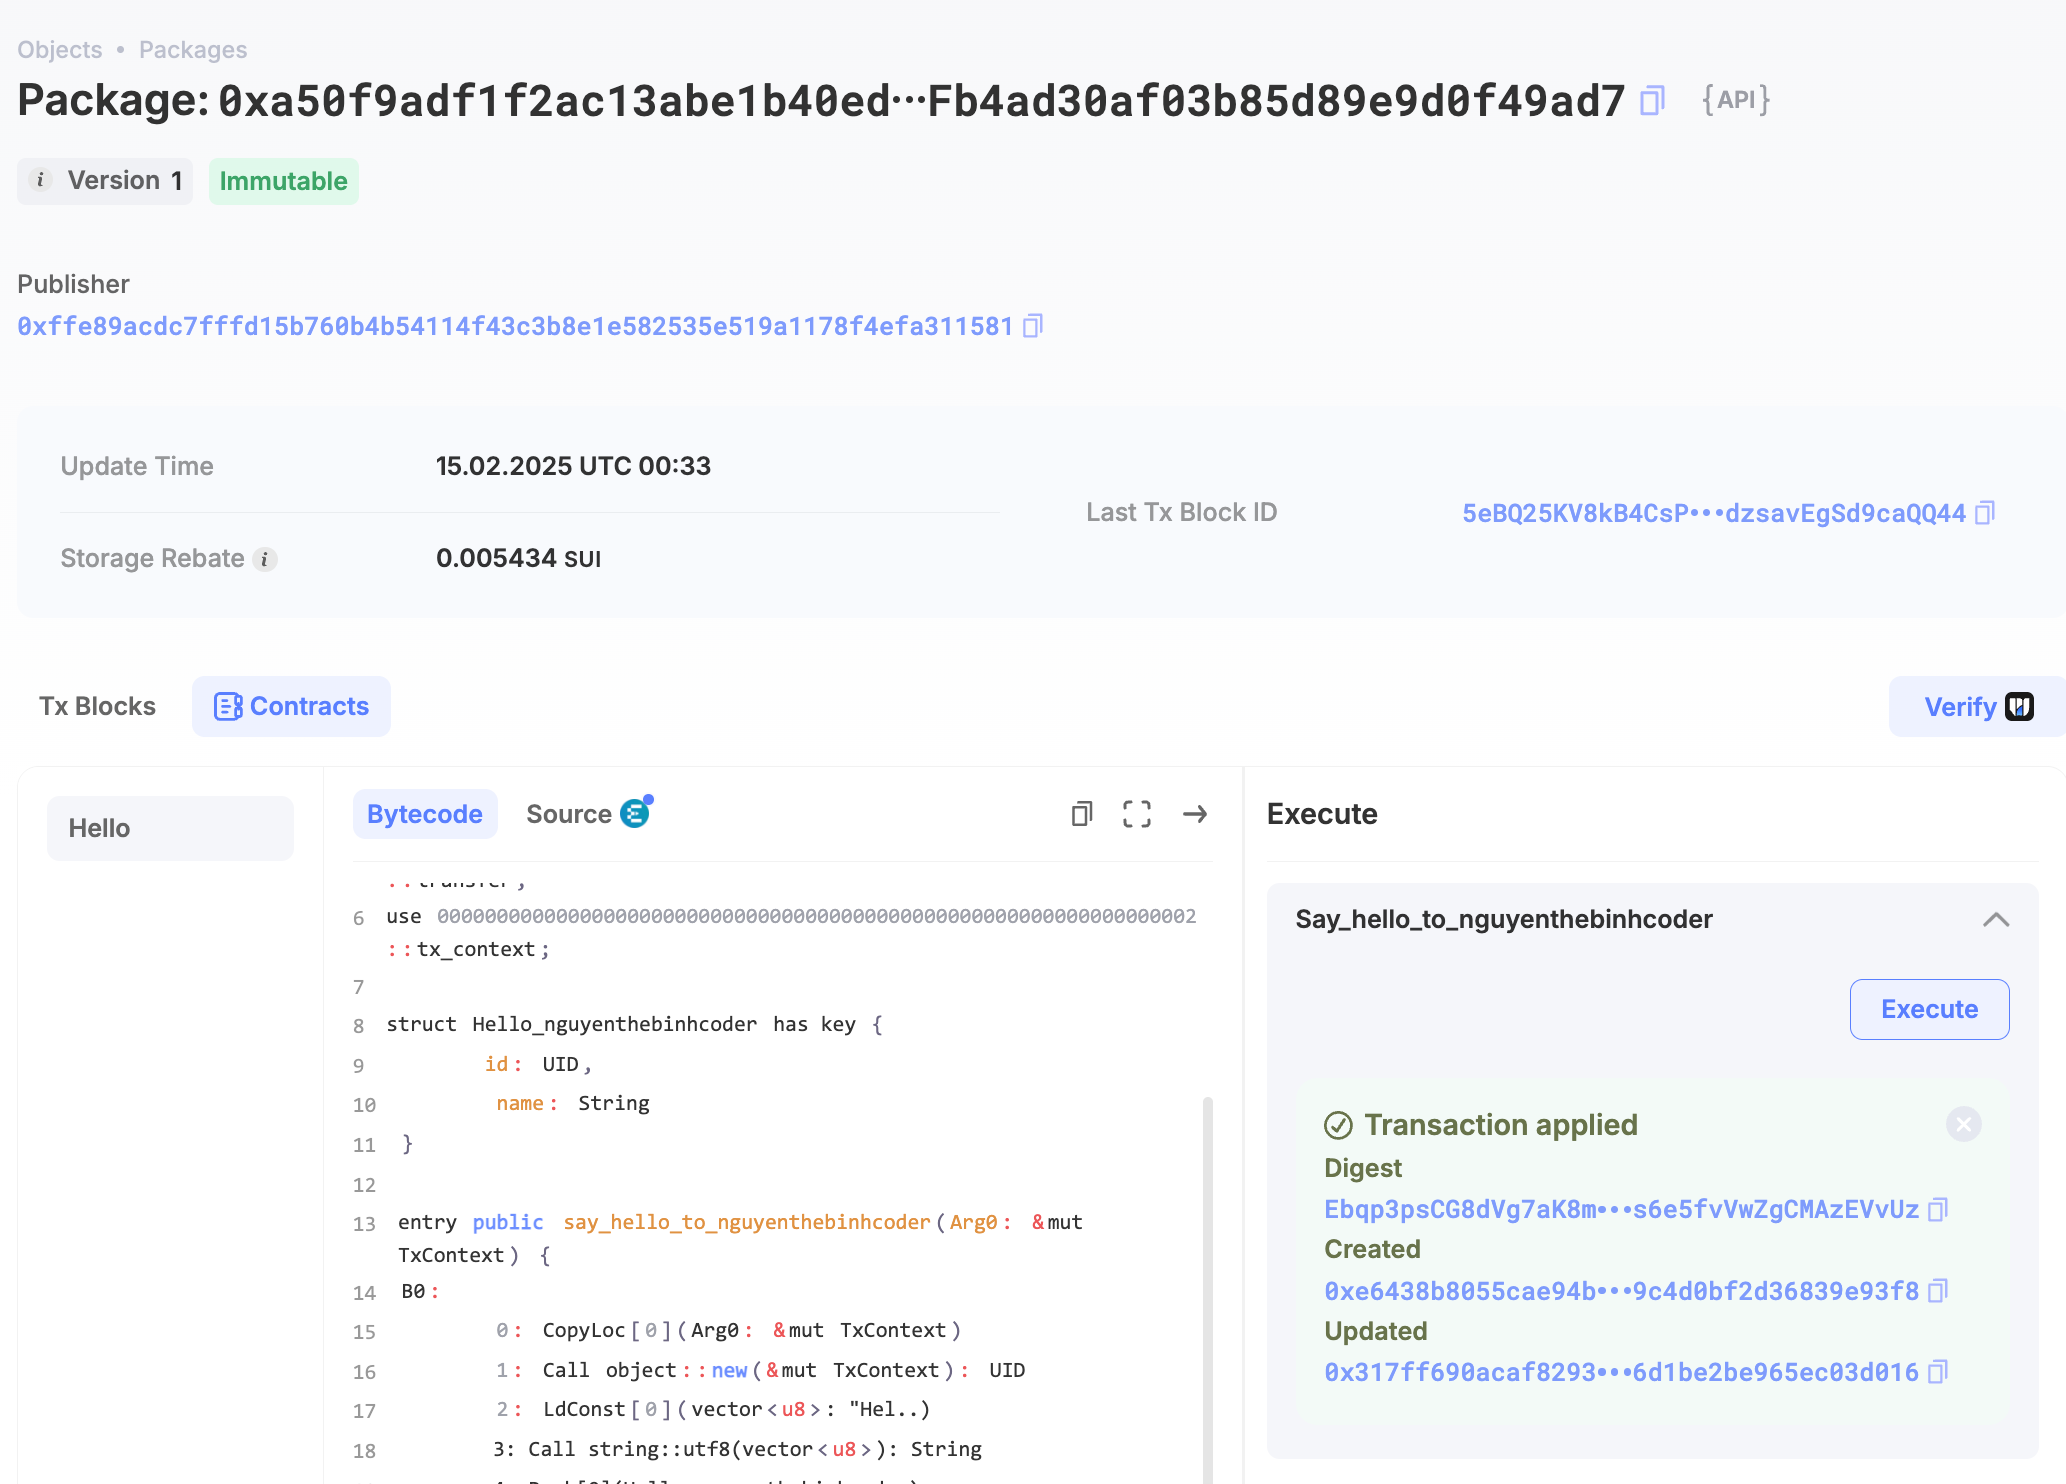 Objects • Packages
Package: 0xa50f9adf1f2ac13abe1b40ed···Fb4ad30af03b85d89e9d0f49ad7 {API}
i Version 1 Immutable
Publisher
0xffe89acdc7fffd15b760b4b54114f43c3b8e1e582535e519a1178f4efa311581
Update Time 15.02.2025 UTC 00:33
Last Tx Block ID 5eBQ25KV8kB4CsP•••dzsavEgSd9caQQ44
Storage Rebate i 0.005434 SUI
Tx Blocks Contracts Verify
Hello
Bytecode Source
::transfer;
6 use 0000000000000000000000000000000000000000000000000000000000000002
::tx_context;
7
8 struct Hello_nguyenthebinhcoder has key {
9 id: UID,
10 name: String
11 }
12
13 entry public say_hello_to_nguyenthebinhcoder(Arg0: &mut
TxContext) {
14 B0:
15 0: CopyLoc[0](Arg0: &mut TxContext)
16 1: Call object::new(&mut TxContext): UID
17 2: LdConst[0](vector<u8>: "Hel..)
18 3: Call string::utf8(vector<u8>): String
Execute
Say_hello_to_nguyenthebinhcoder
Execute
Transaction applied
Digest
Ebqp3psCG8dVg7aK8m•••s6e5fvVwZgCMAzEVvUz
Created
0xe6438b8055cae94b•••9c4d0bf2d36839e93f8
Updated
0x317ff690acaf8293•••6d1be2be965ec03d016